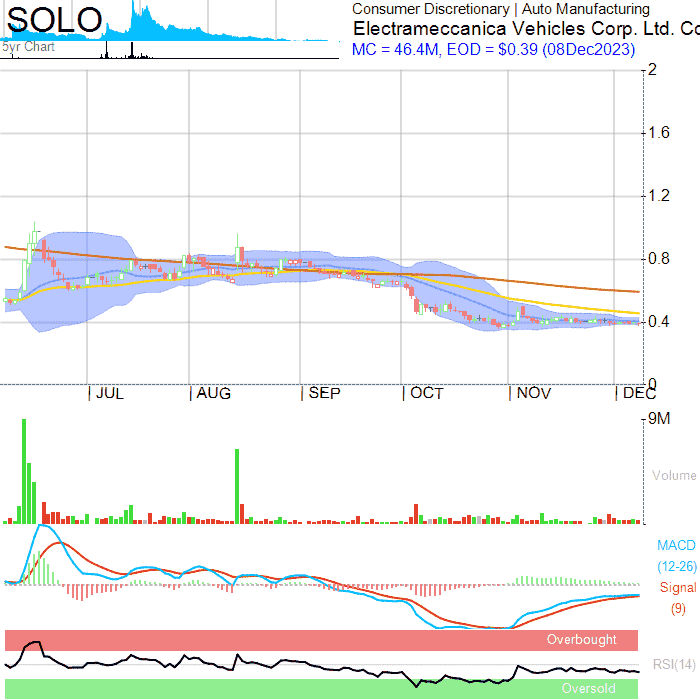 SOLO
5yr Chart
Consumer Discretionary | Auto Manufacturing
Electrameccanica Vehicles Corp. Ltd. Co
MC = 46.4M, EOD = $0.39 (08Dec2023)
2
1.6
1.2
0.8
0.4
0
JUL AUG SEP OCT NOV DEC
9M
Volume
MACD
(12-26)
Signal
(9)
Overbought
RSI(14)
Oversold